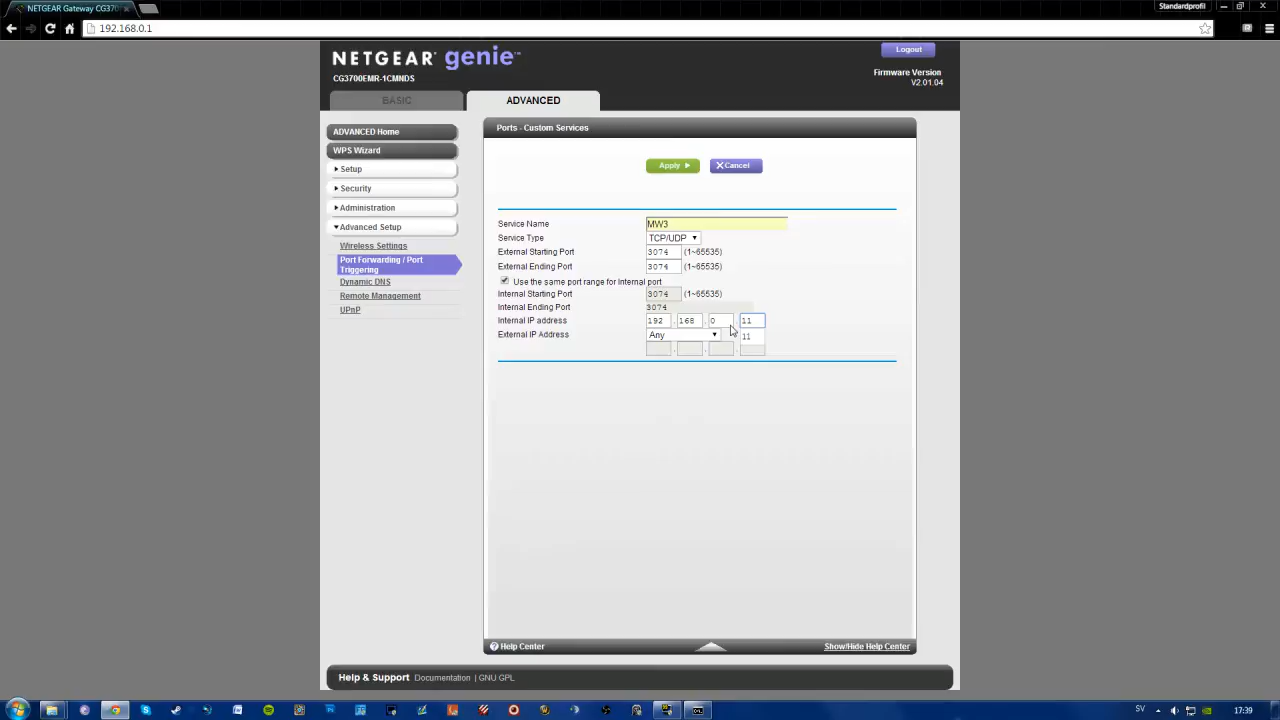 NETGEAR Gateway CG370
Standardprofil
192.168.0.1
NETGEAR genie™
Logout
CG3700EMR-1CMNDS
Firmware Version
V2.01.04
BASIC
ADVANCED
ADVANCED Home
WPS Wizard
Setup
Security
Administration
Advanced Setup
Wireless Settings
Port Forwarding / Port
Triggering
Dynamic DNS
Remote Management
UPnP
Ports - Custom Services
Apply
Cancel
Service Name MW3
Service Type TCP/UDP
External Starting Port 3074 (1~65535)
External Ending Port 3074 (1~65535)
Use the same port range for Internal port
Internal Starting Port 3074 (1~65535)
Internal Ending Port 3074
Internal IP address 192 . 168 . 0 . 11
External IP Address Any 11
. . .
Help Center
Show/Hide Help Center
Help & Support Documentation | GNU GPL
SV
17:39